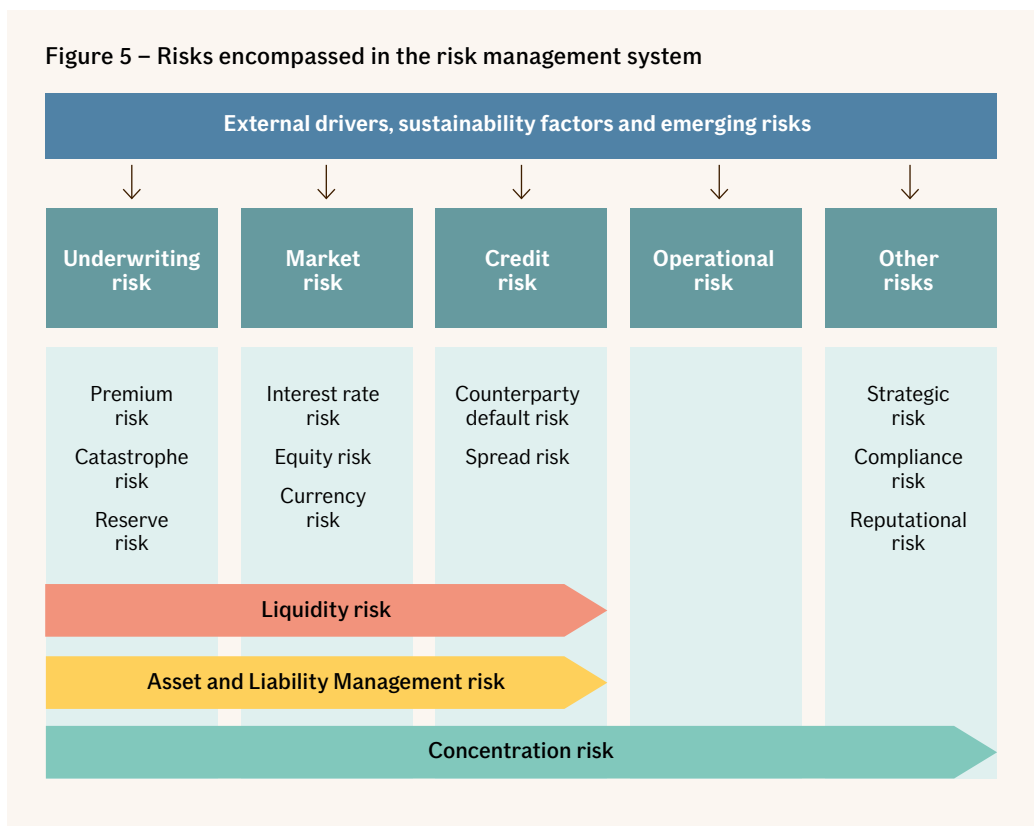 Figure 5 – Risks encompassed in the risk management system
External drivers, sustainability factors and emerging risks
Underwriting
risk
Market
risk
Credit
risk
Operational
risk
Other
risks
Premium
risk
Catastrophe
risk
Reserve
risk
Interest rate
risk
Equity risk
Currency
risk
Counterparty
default risk
Spread risk
Strategic
risk
Compliance
risk
Reputational
risk
Liquidity risk
Asset and Liability Management risk
Concentration risk